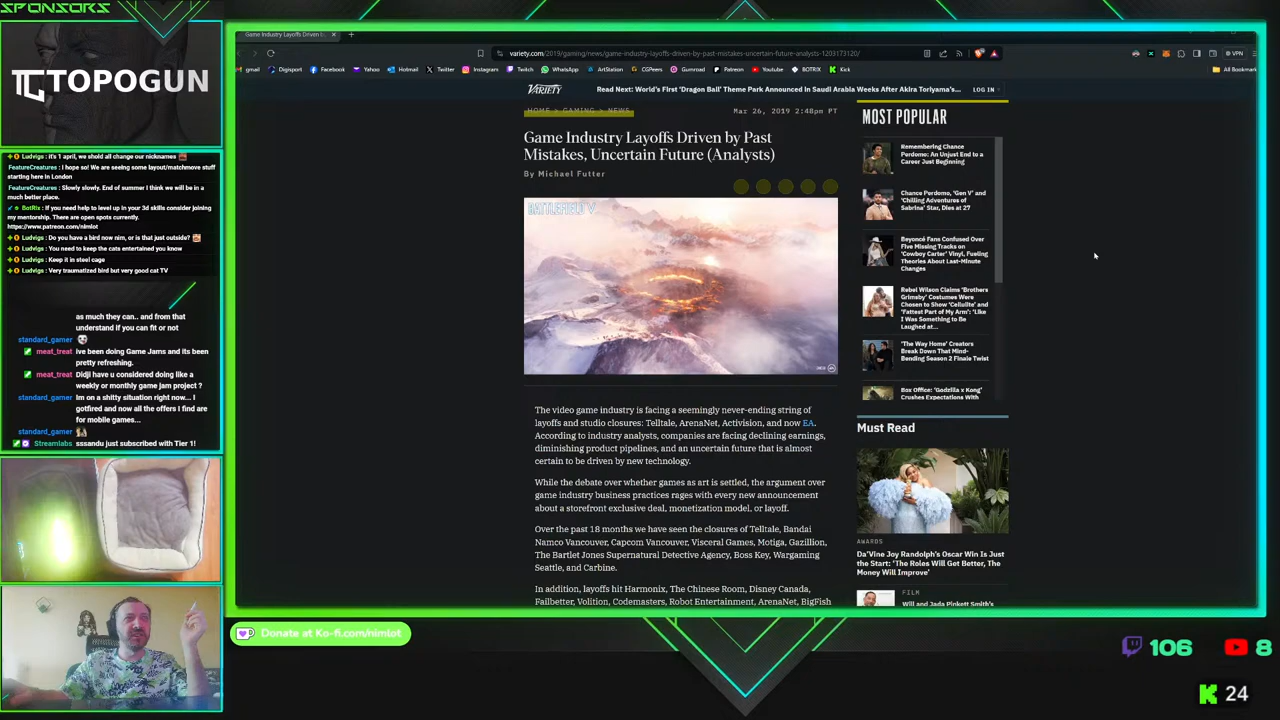 SPONSORS
TOPOGUN
Ludvigs: it's 1 april, we shold all change our nicknames
FeatureCreatures: I hope so! We are seeing some layout/matchmove stuff
starting here in London
FeatureCreatures: Slowly slowly. End of summer I think we will be in a
much better place.
BotRix: If you need help to level up in your 3d skills consider joining
my mentorship. There are open spots currently.
https://www.patreon.com/nimlot
Ludvigs: Do you have a bird now nim, or is that just outside?
Ludvigs: You need to keep the cats entertained you know
Ludvigs: Keep it in steel cage
Ludvigs: Very traumatized bird but very good cat TV
as much they can.. and from that
understand if you can fit or not
standard_gamer
meat_treat ive been doing Game Jams and its been
pretty refreshing.
meat_treat Didji have u considered doing like a
weekly or monthly game jam project ?
standard_gamer Im on a shitty situation right now... I
gotfired and now all the offers I find are
for mobile games...
standard_gamer
Streamlabs sssandu just subscribed with Tier 1!
Game Industry Layoffs Driven b
variety.com/2019/gaming/news/game-industry-layoffs-driven-by-past-mistakes-uncertain-future-analysts-1203173120/
VPN
gmail Digisport Facebook Yahoo Hotmail Twitter Instagram Twitch WhatsApp ArtStation CGPeers Gumroad Patreon Youtube BOTRIX Kick
All Bookmark
VARIETY
Read Next: World's First 'Dragon Ball' Theme Park Announced In Saudi Arabia Weeks After Akira Toriyama's...
LOG IN
HOME > GAMING > NEWS
Mar 26, 2019 2:48pm PT
Game Industry Layoffs Driven by Past
Mistakes, Uncertain Future (Analysts)
By Michael Futter
BATTLEFIELD V
The video game industry is facing a seemingly never-ending string of
layoffs and studio closures: Telltale, ArenaNet, Activision, and now EA.
According to industry analysts, companies are facing declining earnings,
diminishing product pipelines, and an uncertain future that is almost
certain to be driven by new technology.
While the debate over whether games as art is settled, the argument over
game industry business practices rages with every new announcement
about a storefront exclusive deal, monetization model, or layoff.
Over the past 18 months we have seen the closures of Telltale, Bandai
Namco Vancouver, Capcom Vancouver, Visceral Games, Motiga, Gazillion,
The Bartlet Jones Supernatural Detective Agency, Boss Key, Wargaming
Seattle, and Carbine.
In addition, layoffs hit Harmonix, The Chinese Room, Disney Canada,
Failbetter, Volition, Codemasters, Robot Entertainment, ArenaNet, BigFish
MOST POPULAR
Remembering Chance
Perdomo: An Unjust End to a
Career Just Beginning
Chance Perdomo, 'Gen V' and
'Chilling Adventures of
Sabrina' Star, Dies at 27
Beyoncé Fans Confused Over
Five Missing Tracks on
'Cowboy Carter' Vinyl, Fueling
Theories About Last-Minute
Changes
Rebel Wilson Claims 'Brothers
Grimsby' Costumes Were
Chosen to Show 'Cellulite' and
'Fattest Part of My Arm': 'Like
I Was Something to Be
Laughed at...
'The Way Home' Creators
Break Down That Mind-
Bending Season 2 Finale Twist
Box Office: 'Godzilla x Kong'
Crushes Expectations With
Must Read
AWARDS
Da'Vine Joy Randolph's Oscar Win Is Just
the Start: 'The Roles Will Get Better, The
Money Will Improve'
FILM
Will and Jada Pinkett Smith's
Donate at Ko-fi.com/nimlot
106
8
K 24